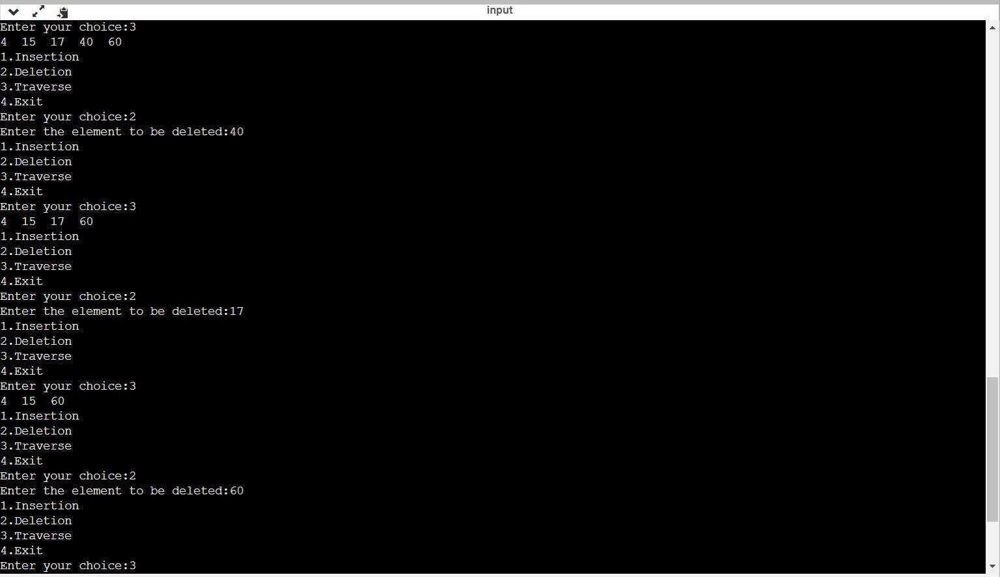 input
Enter your choice:3
4  15  17  40  60
1.Insertion
2.Deletion
3.Traverse
4.Exit
Enter your choice:2
Enter the element to be deleted:40
1.Insertion
2.Deletion
3.Traverse
4.Exit
Enter your choice:3
4  15  17  60
1.Insertion
2.Deletion
3.Traverse
4.Exit
Enter your choice:2
Enter the element to be deleted:17
1.Insertion
2.Deletion
3.Traverse
4.Exit
Enter your choice:3
4  15  60
1.Insertion
2.Deletion
3.Traverse
4.Exit
Enter your choice:2
Enter the element to be deleted:60
1.Insertion
2.Deletion
3.Traverse
4.Exit
Enter your choice:3